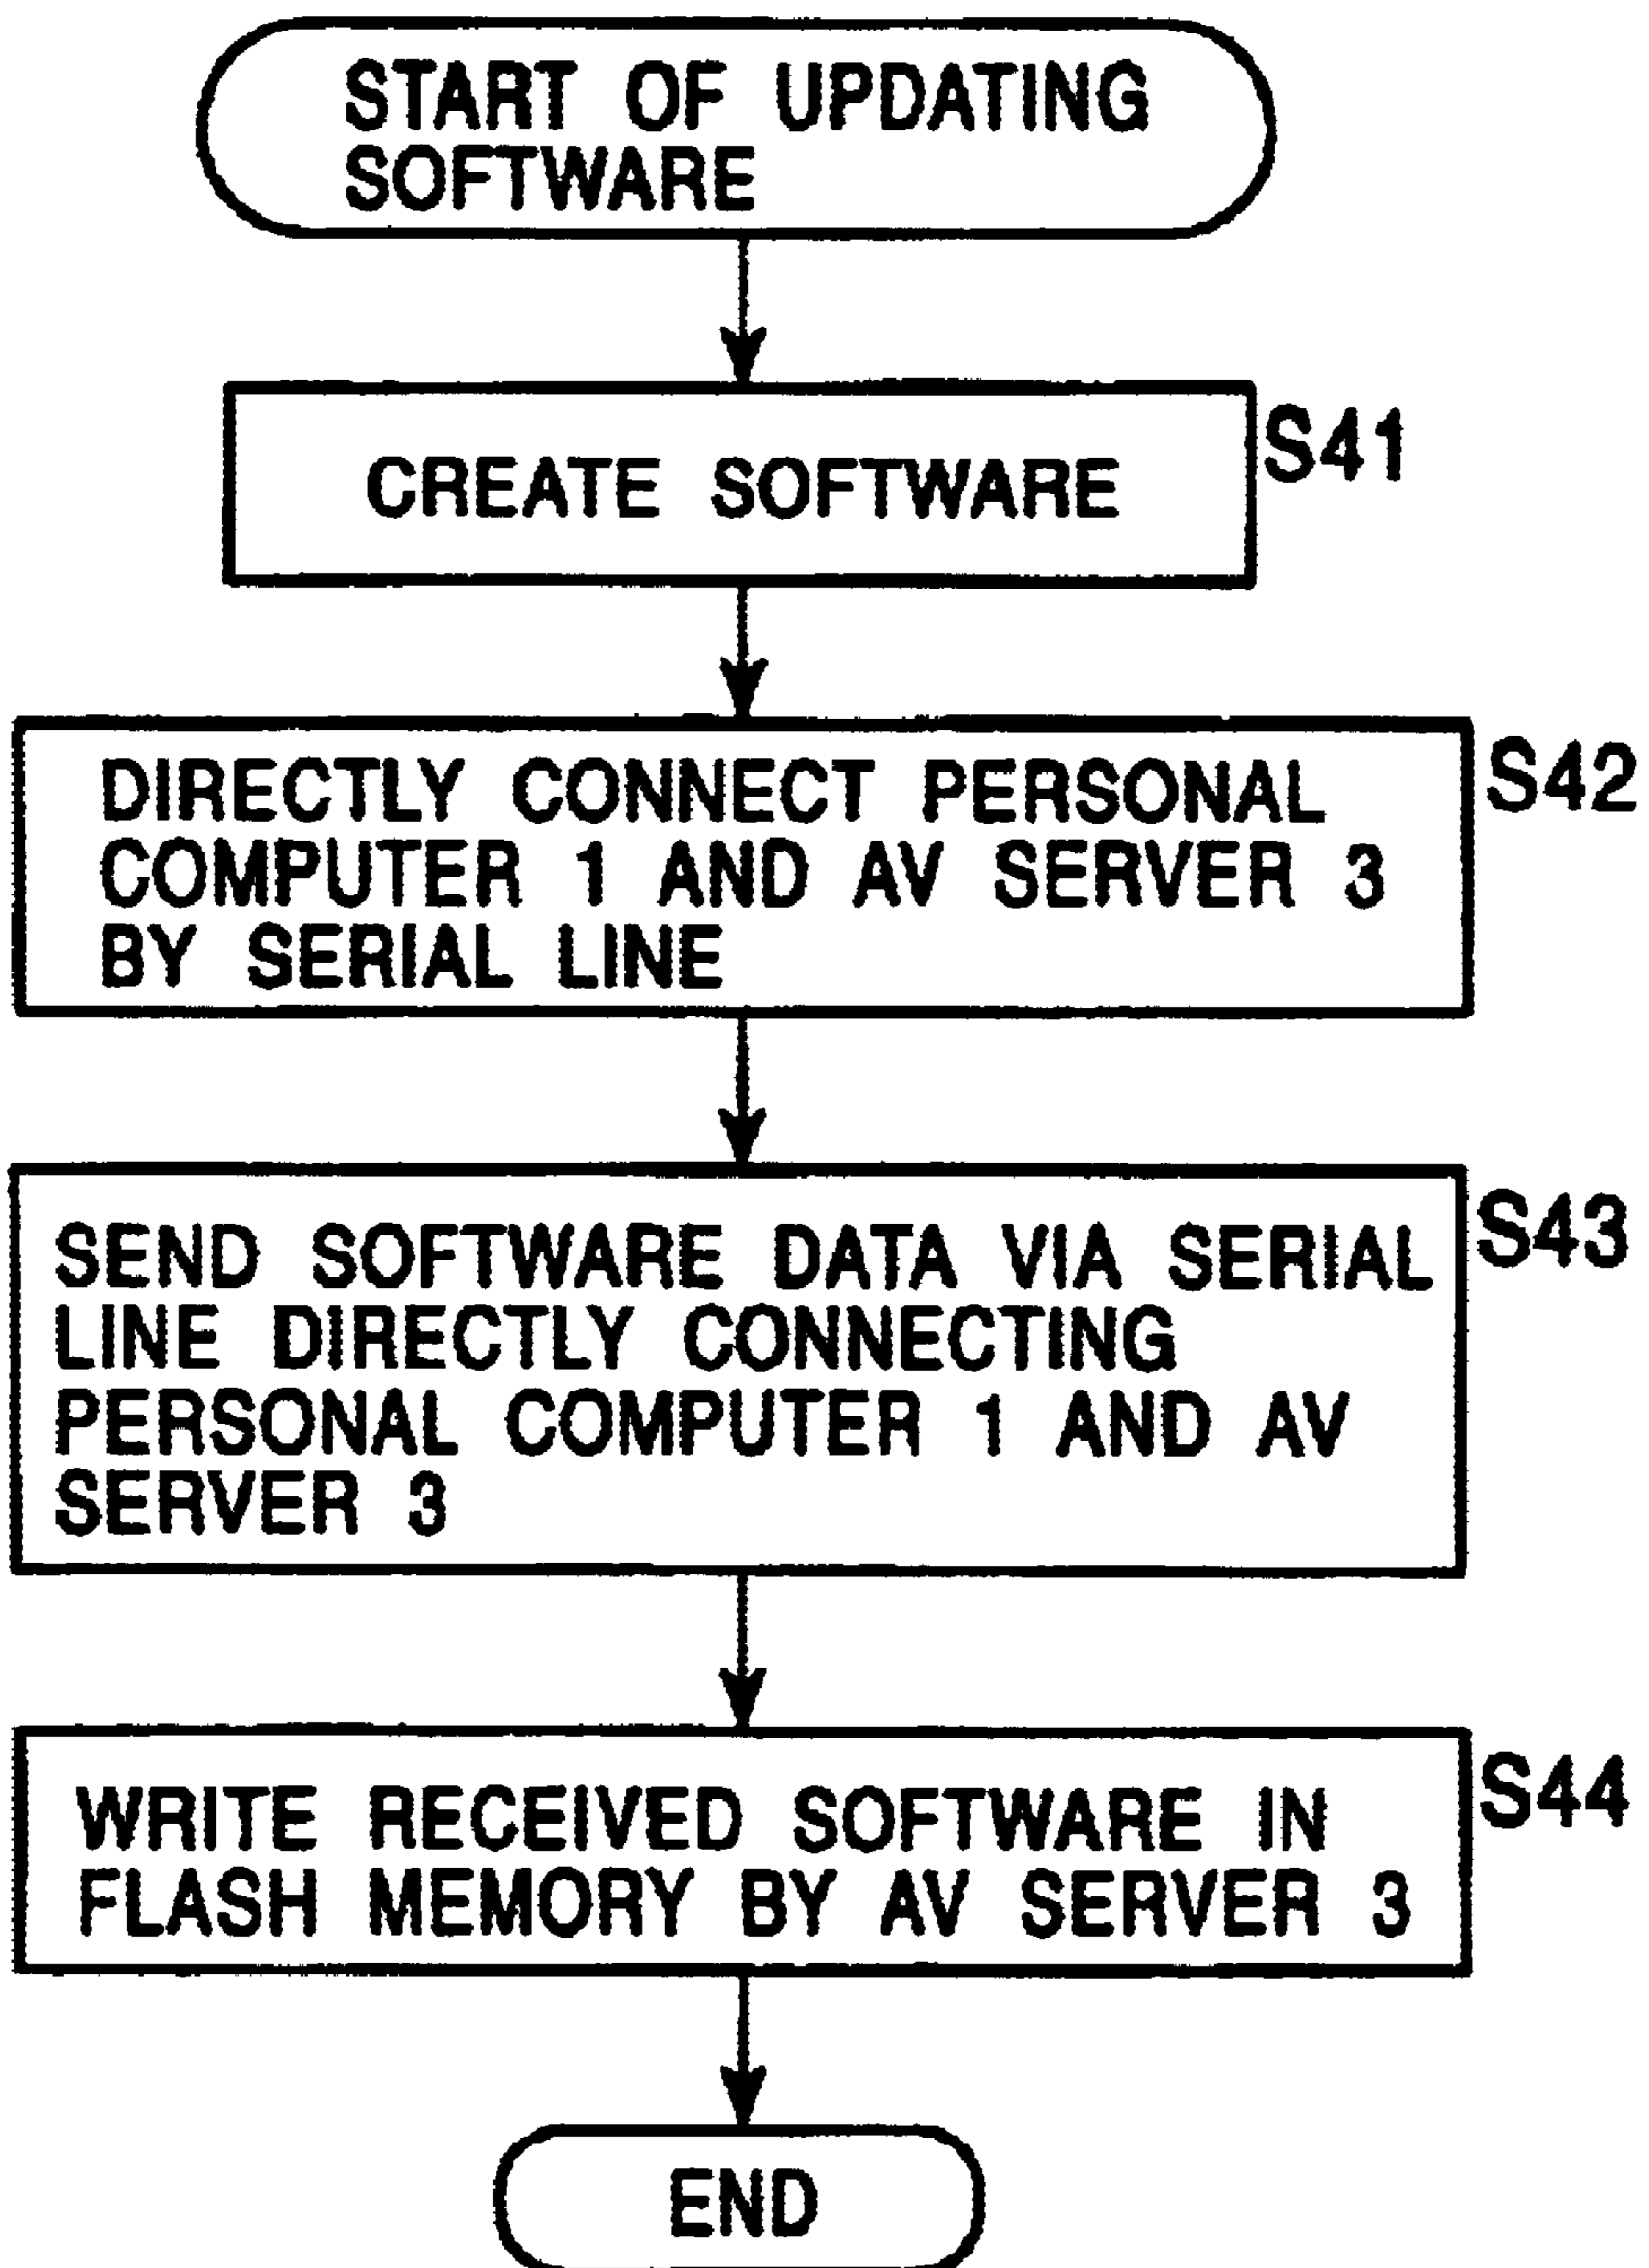 START OF UPDATING
SOFTWARE
CREATE SOFTWARE
S41
DIRECTLY CONNECT PERSONAL
COMPUTER 1 AND AV SERVER 3
BY SERIAL LINE
S42
SEND SOFTWARE DATA VIA SERIAL
LINE DIRECTLY CONNECTING
PERSONAL COMPUTER 1 AND AV
SERVER 3
S43
WRITE RECEIVED SOFTWARE IN
FLASH MEMORY BY AV SERVER 3
S44
END